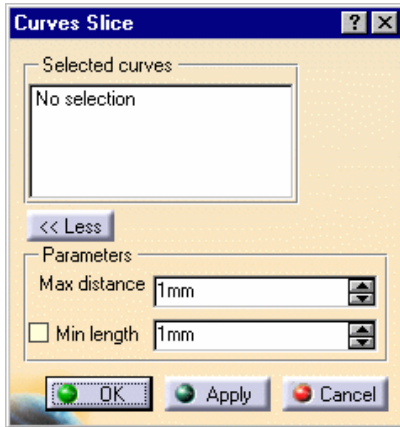 Curves Slice ? X
Selected curves
No selection
<< Less
Parameters
Max distance 1mm
Min length 1mm
OK Apply Cancel